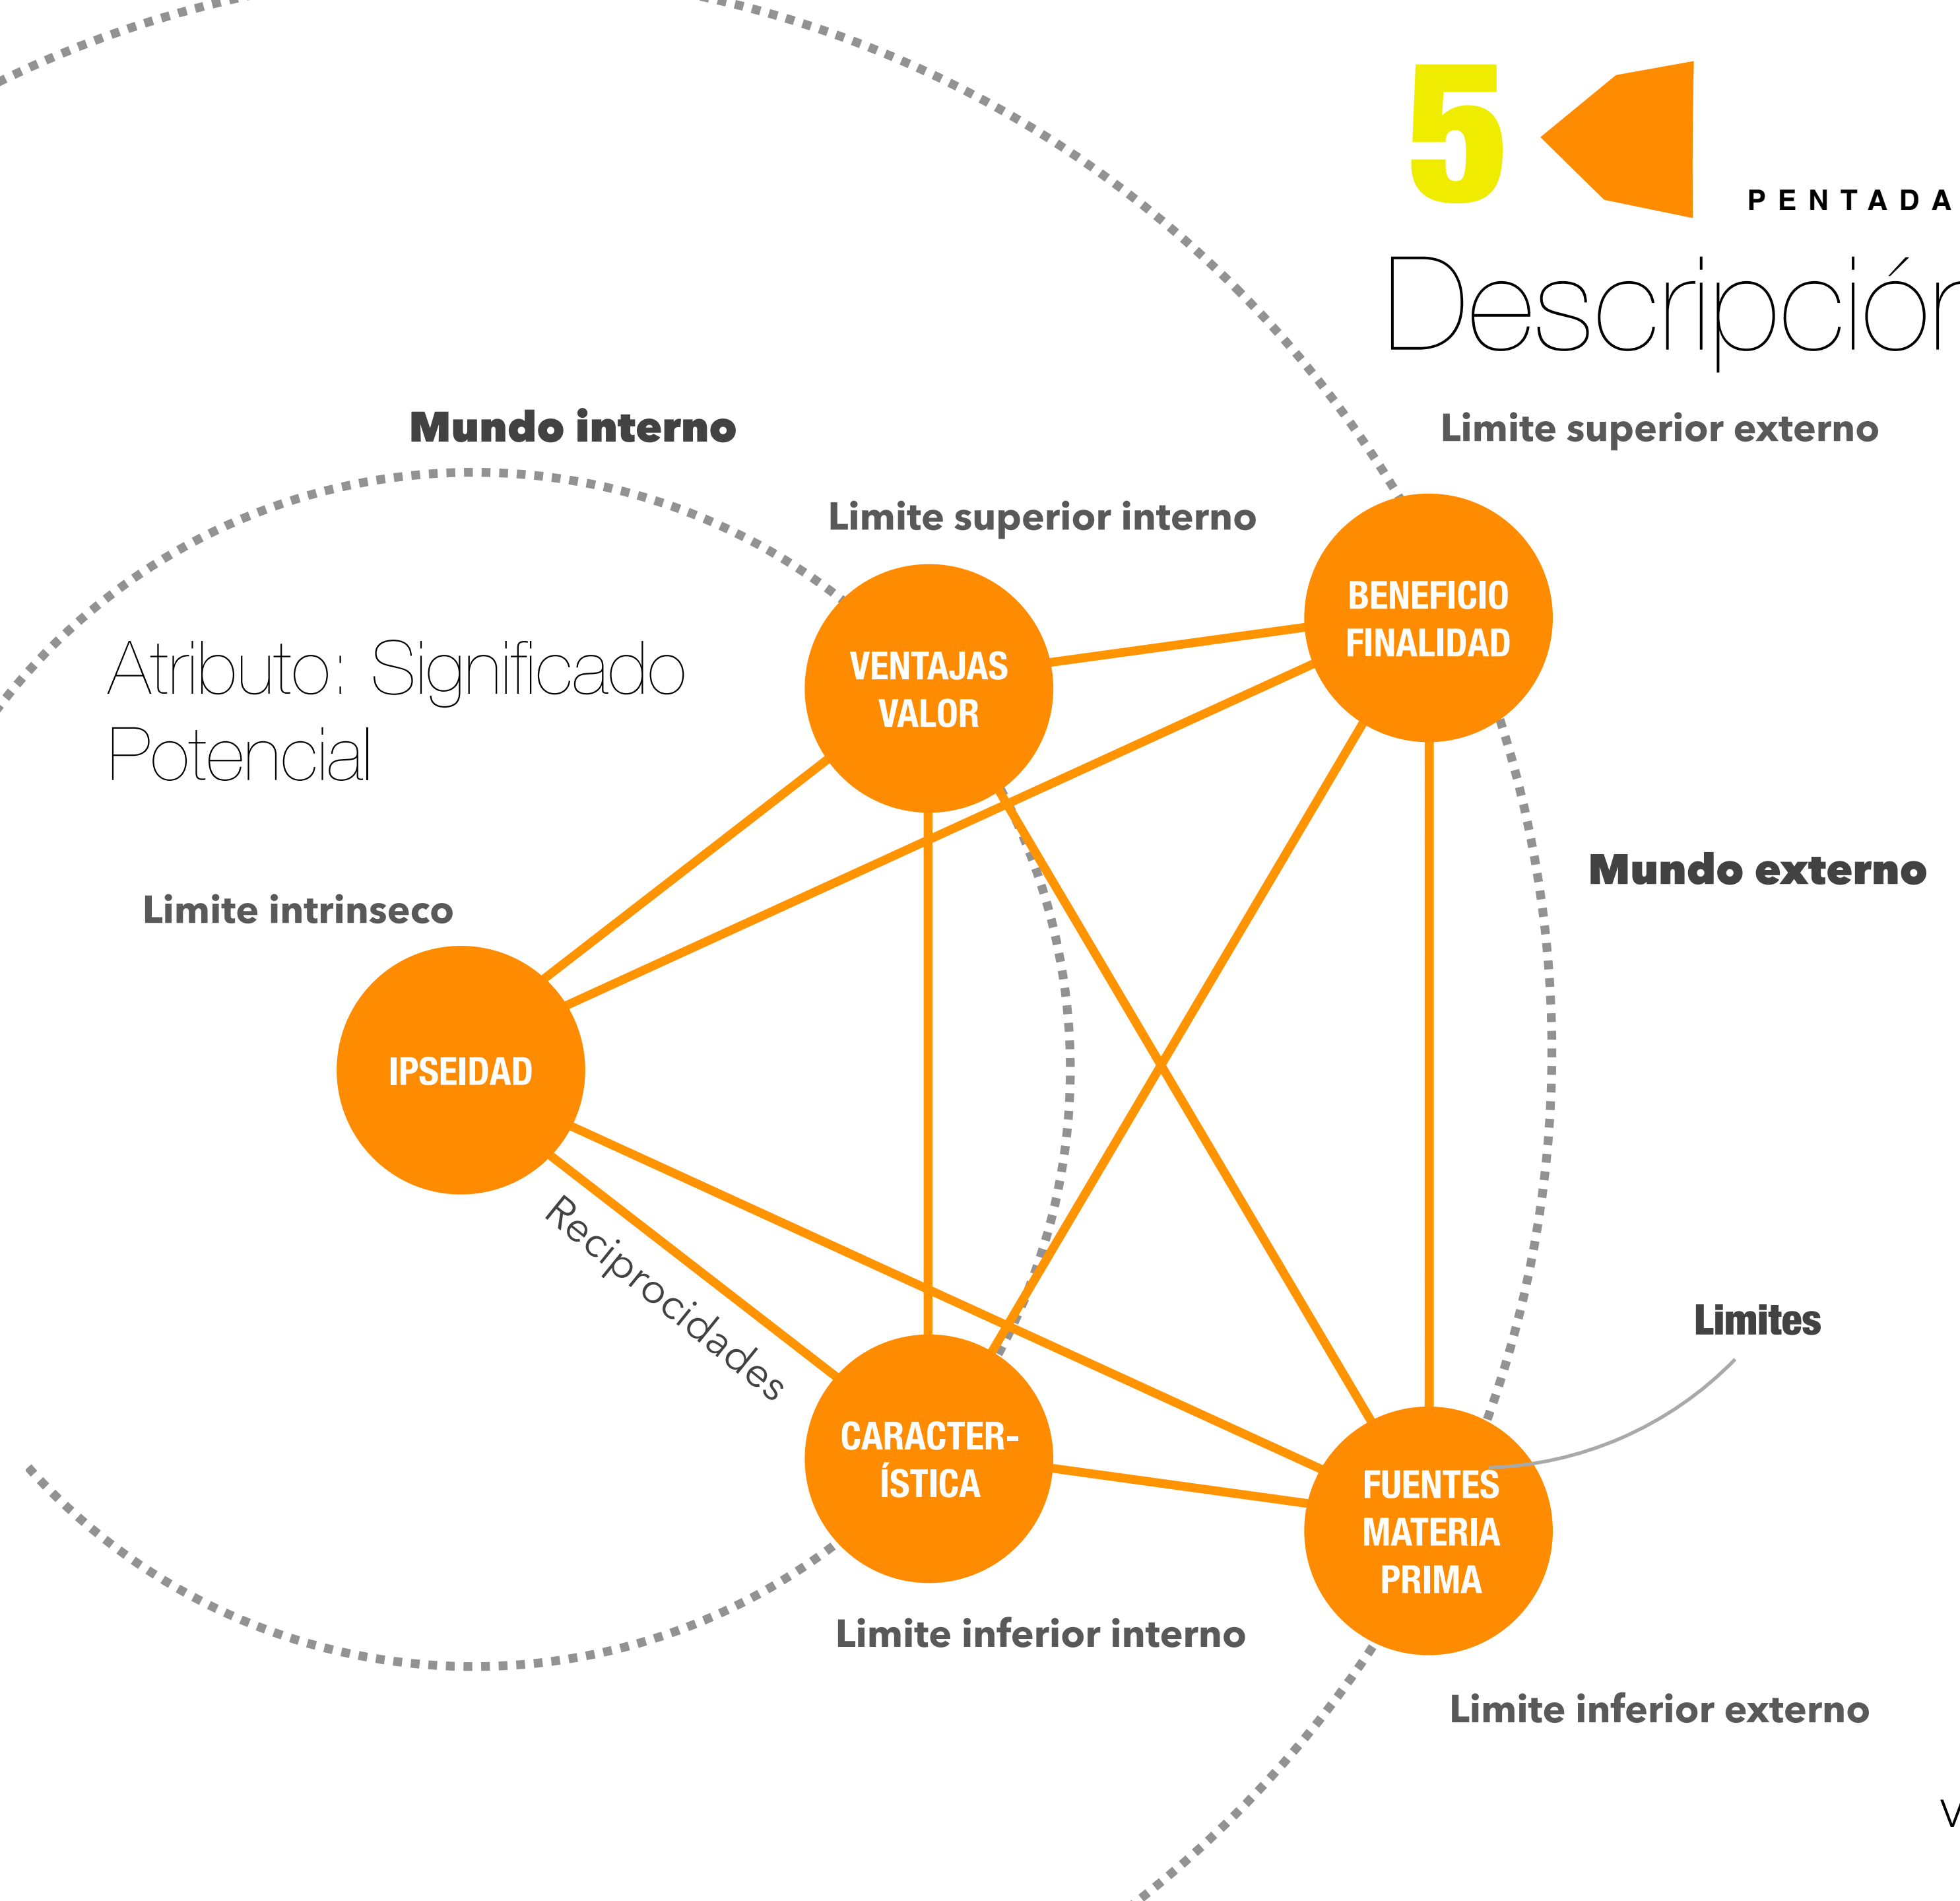 5
PENTADA
Descripción
Mundo interno
Limite superior externo
Limite superior interno
BENEFICIO
FINALIDAD
Atributo: Significado
Potencial
VENTAJAS
VALOR
Mundo externo
Limite intrinseco
IPSEIDAD
Reciprocidades
Limites
CARACTER-
ÍSTICA
FUENTES
MATERIA
PRIMA
Limite inferior interno
Limite inferior externo